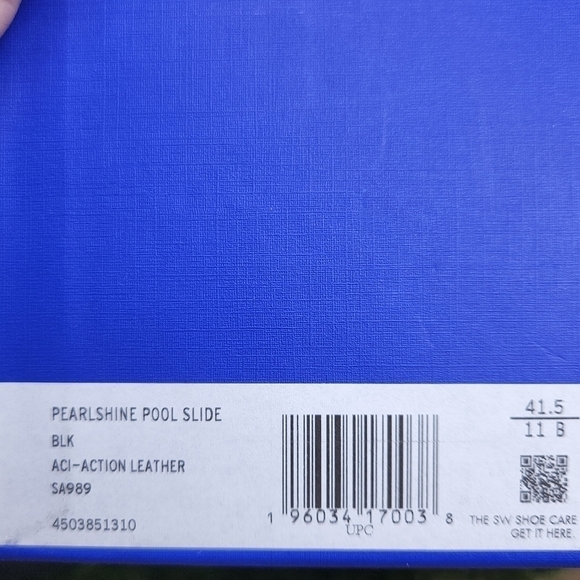 PEARLSHINE POOL SLIDE
BLK
ACI-ACTION LEATHER
SA989
4503851310
1 96034 17003 8
UPC
41.5
11 B
THE SW SHOE CARE
GET IT HERE.